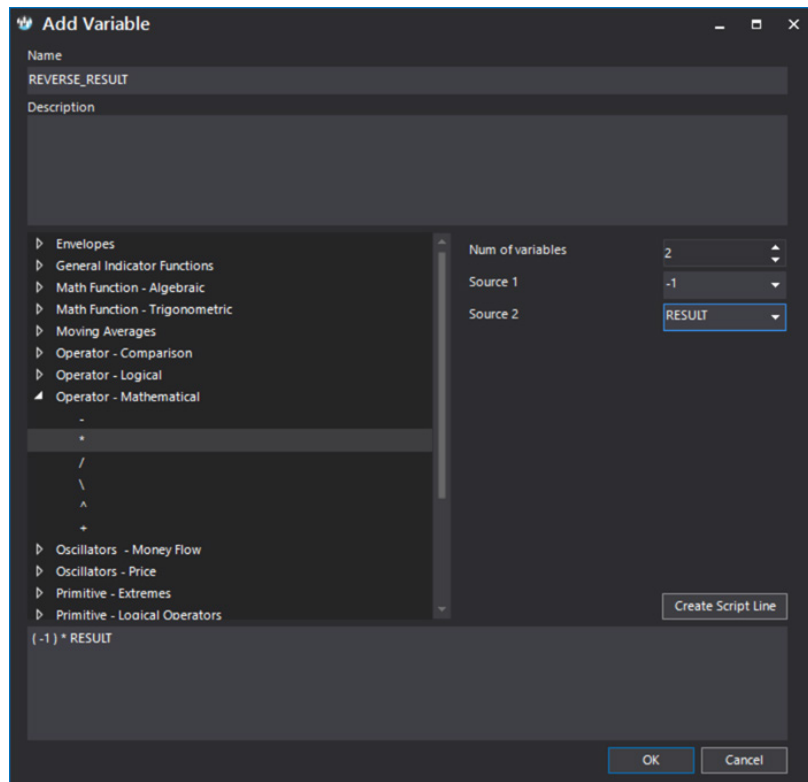 Add Variable
Name
REVERSE_RESULT
Description
Envelopes
General Indicator Functions
Math Function - Algebraic
Math Function - Trigonometric
Moving Averages
Operator - Comparison
Operator - Logical
Operator - Mathematical
-
*
/
\
^
+
Oscillators - Money Flow
Oscillators - Price
Primitive - Extremes
Primitive - Logical Operators
Num of variables 2
Source 1 -1
Source 2 RESULT
Create Script Line
( -1 ) * RESULT
OK Cancel